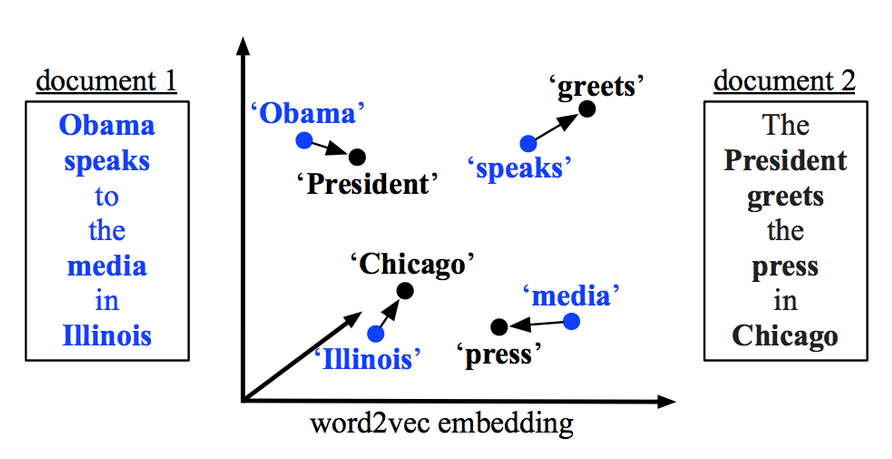 document 1
Obama
speaks
to
the
media
in
Illinois
‘Obama’
‘President’
‘greets’
‘speaks’
‘Chicago’
‘Illinois’
‘media’
‘press’
word2vec embedding
document 2
The
President
greets
the
press
in
Chicago